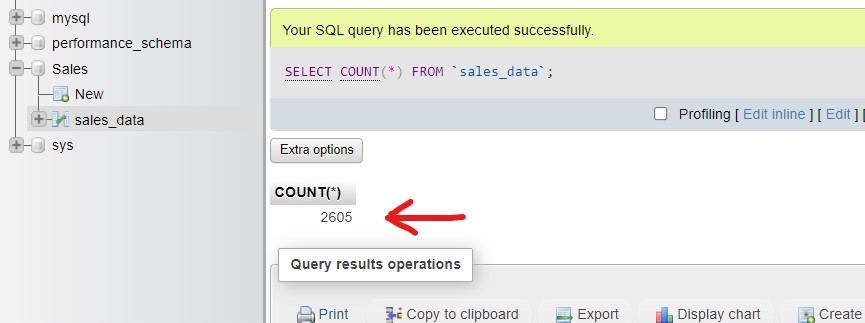 mysql
performance_schema
Sales
New
sales_data
sys
Your SQL query has been executed successfully.
SELECT COUNT(*) FROM `sales_data`;
Profiling [ Edit inline ] [ Edit ] [
Extra options
COUNT(*)
2605
Query results operations
Print Copy to clipboard Export Display chart Create